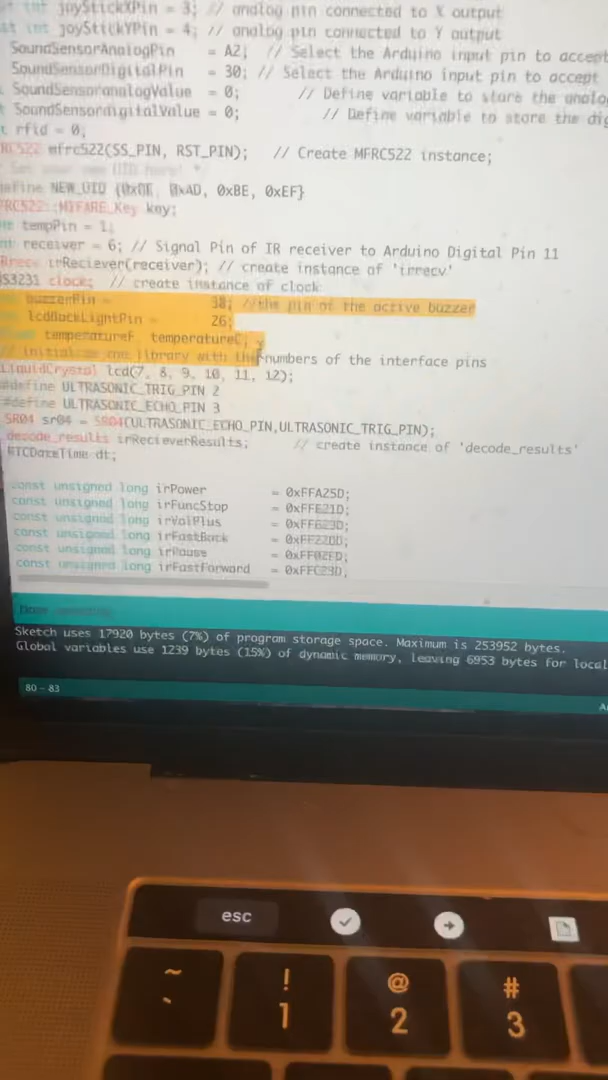 t int joyStickXPin = 3; // analog pin connected to X output
st int joyStickYPin = 4; // analog pin connected to Y output
SoundSensorAnalogPin = A2; // Select the Arduino input pin to accept
SoundSensorDigitalPin = 30; // Select the Arduino input pin to accept
SoundSensoranalogValue = 0; // Define variable to store the analog
t SoundSensordigitalValue = 0; // Define variable to store the dig
t rfid = 0;
RC522 mfrc522(SS_PIN, RST_PIN); // Create MFRC522 instance;
efine NEW_UID {0xDE, 0xAD, 0xBE, 0xEF}
FRC522::MIFARE_Key key;
tempPin = 1;
nt receiver = 6; // Signal Pin of IR receiver to Arduino Digital Pin 11
Rrecv irReciever(receiver); // create instance of 'irrecv'
S3231 clock; // create instance of clock
buzzerPin = 38; //the pin of the active buzzer
lcdBackLightPin = 26;
temperatureF, temperatureC;
// initialize the library with the numbers of the interface pins
LiquidCrystal lcd(7, 8, 9, 10, 11, 12);
#define ULTRASONIC_TRIG_PIN 2
#define ULTRASONIC_ECHO_PIN 3
SR04 sr04 = SR04(ULTRASONIC_ECHO_PIN,ULTRASONIC_TRIG_PIN);
decode_results irRecieverResults; // create instance of 'decode_results'
RTCDateTime dt;
const unsigned long irPower = 0xFFA25D;
const unsigned long irFuncStop = 0xFFE21D;
const unsigned long irVolPlus = 0xFF629D;
const unsigned long irFastBack = 0xFF22DD;
const unsigned long irPause = 0xFF02FD;
const unsigned long irFastForward = 0xFFC23D;
Sketch uses 17920 bytes (7%) of program storage space. Maximum is 253952 bytes.
Global variables use 1239 bytes (15%) of dynamic memory, leaving 6953 bytes for local
80 - 83
esc
~ ! @ #
` 1 2 3